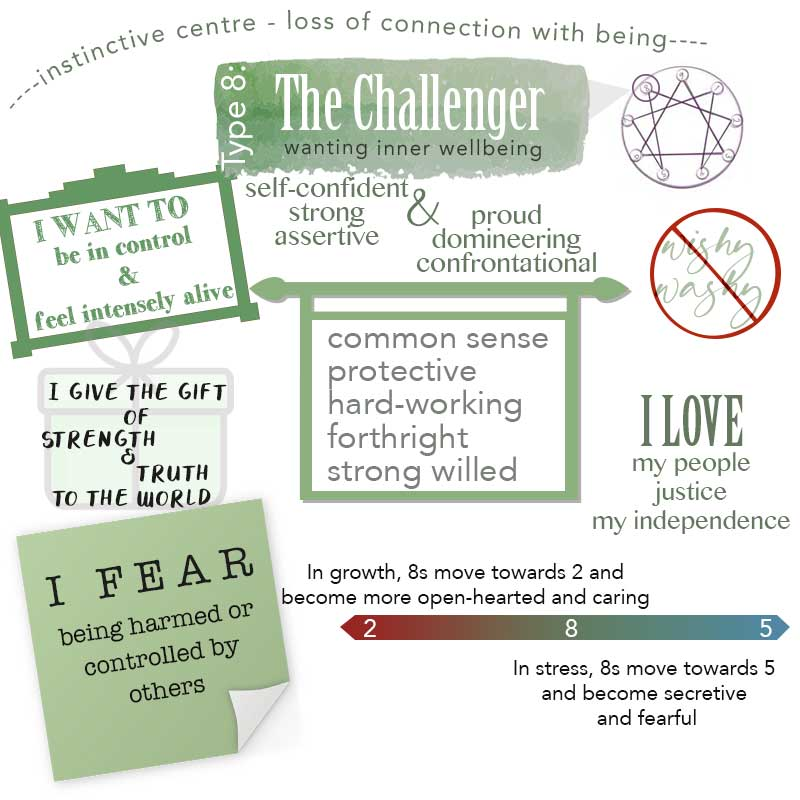 ----instinctive centre - loss of connection with being----
Type 8:
The Challenger
wanting inner wellbeing
self-confident
strong
assertive
&
proud
domineering
confrontational
I WANT TO
be in control
&
feel intensely alive
wishy
washy
common sense
protective
hard-working
forthright
strong willed
I GIVE THE GIFT
OF
STRENGTH
&
TRUTH
TO THE WORLD
I LOVE
my people
justice
my independence
I FEAR
being harmed or
controlled by
others
In growth, 8s move towards 2 and
become more open-hearted and caring
2 8 5
In stress, 8s move towards 5
and become secretive
and fearful